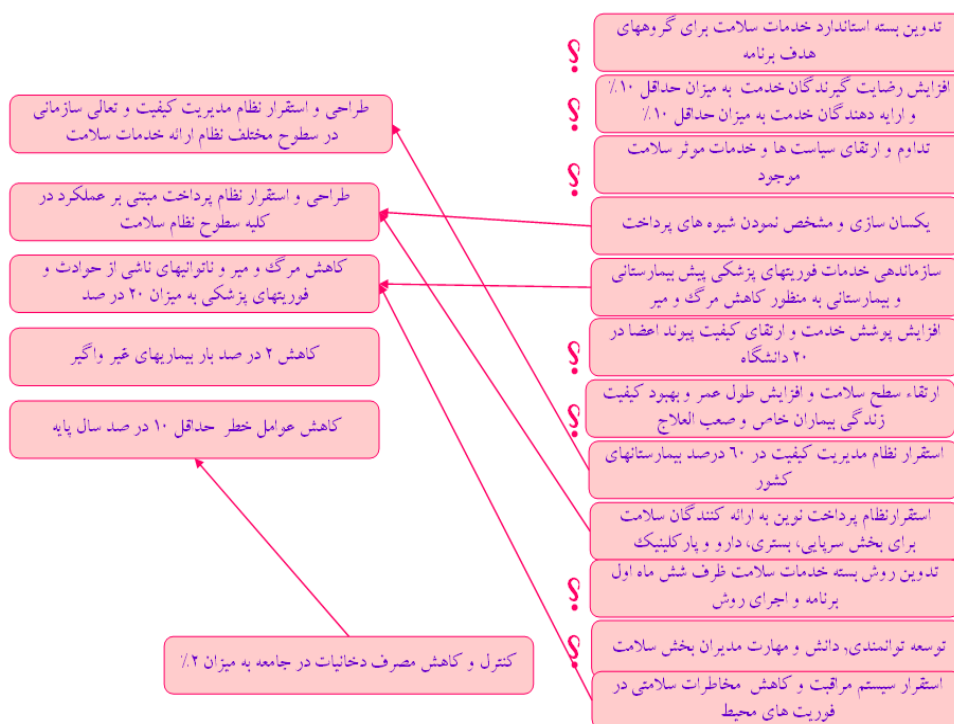 تدوین بسته استاندارد خدمات سلامت برای گروههای
هدف برنامه
؟
افزایش رضایت گیرندگان خدمت به میزان حداقل ۱۰٪
و ارایه دهندگان خدمت به میزان حداقل ۱۰٪
؟
تداوم و ارتقای سیاست ها و خدمات موثر سلامت
موجود
؟
یکسان سازی و مشخص نمودن شیوه های پرداخت
سازماندهی خدمات فوریتهای پزشکی پیش بیمارستانی
و بیمارستانی به منظور کاهش مرگ و میر
افزایش پوشش خدمت و ارتقای کیفیت پیوند اعضا در
۲۰ دانشگاه
؟
ارتقاء سطح سلامت و افزایش طول عمر و بهبود کیفیت
زندگی بیماران خاص و صعب العلاج
؟
استقرار نظام مدیریت کیفیت در ٦٠ درصد بیمارستانهای
کشور
استقرارنظام پرداخت نوین به ارائه کنندگان سلامت
برای بخش سرپایی، بستری، دارو و پارکلینیک
تدوین روش بسته خدمات سلامت ظرف شش ماه اول
برنامه و اجرای روش
؟
توسعه توانمندی, دانش و مهارت مدیران بخش سلامت
؟
استقرار سیستم مراقبت و کاهش مخاطرات سلامتی در
فوریت های محیط
طراحی و استقرار نظام مدیریت کیفیت و تعالی سازمانی
در سطوح مختلف نظام ارائه خدمات سلامت
طراحی و استقرار نظام پرداخت مبتنی بر عملکرد در
کلیه سطوح نظام سلامت
کاهش مرگ و میر و ناتوانیهای ناشی از حوادث و
فوریتهای پزشکی به میزان ۲۰ در صد
کاهش ۲ در صد بار بیماریهای غیر واگیر
کاهش عوامل خطر حداقل ۱۰ در صد سال پایه
کنترل و کاهش مصرف دخانیات در جامعه به میزان ۲٪